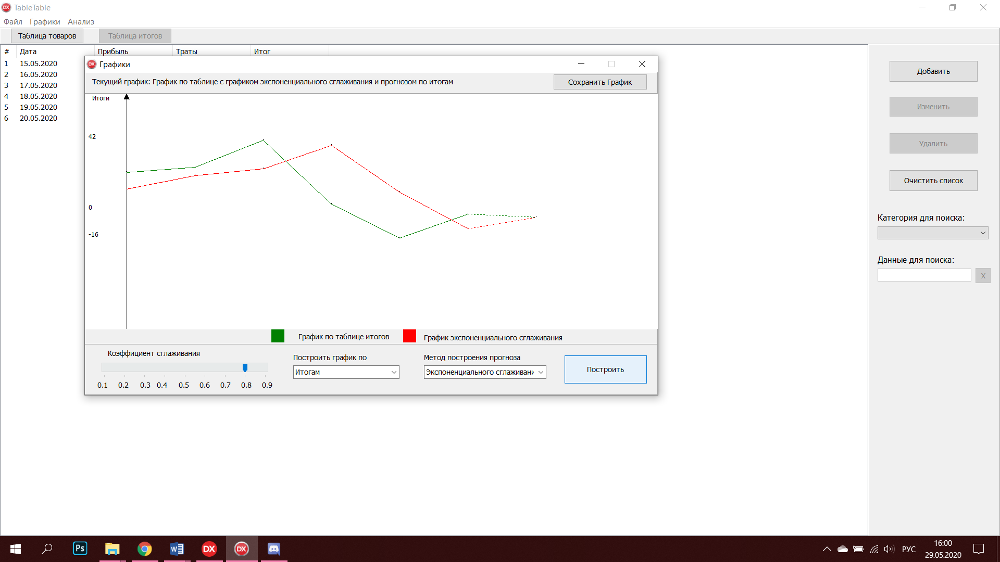 TableTable
Файл Графики Анализ
Таблица товаров Таблица итогов
# Дата Прибыль Траты Итог
1 15.05.2020
2 16.05.2020
3 17.05.2020
4 18.05.2020
5 19.05.2020
6 20.05.2020
Графики
Текущий график: График по таблице с графиком экспоненциального сглаживания и прогнозом по итогам
Сохранить График
Итоги
42
0
-16
График по таблице итогов
График экспоненциального сглаживания
Коэффициент сглаживания
0.1 0.2 0.3 0.4 0.5 0.6 0.7 0.8 0.9
Построить график по
Итогам
Метод построения прогноза
Экспоненциального сглаживани
Построить
Добавить
Изменить
Удалить
Очистить список
Категория для поиска:
Данные для поиска:
X
Ps
DX
DX
РУС
16:00
29.05.2020